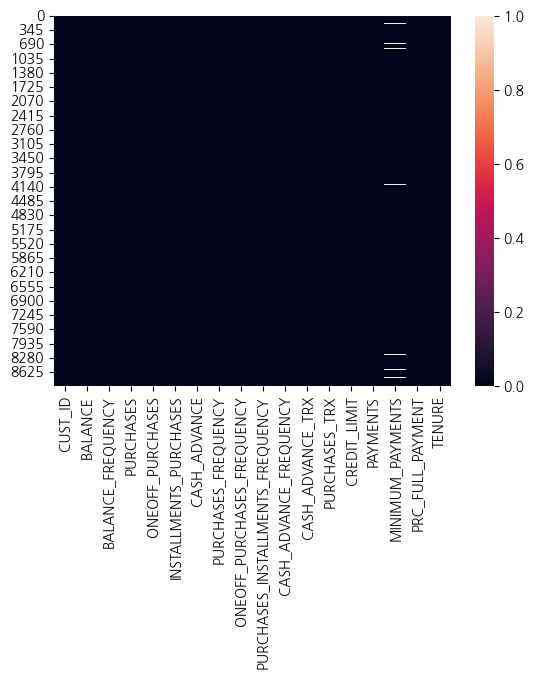 0
345
690
1035
1380
1725
2070
2415
2760
3105
3450
3795
4140
4485
4830
5175
5520
5865
6210
6555
6900
7245
7590
7935
8280
8625
CUST_ID
BALANCE
BALANCE_FREQUENCY
PURCHASES
ONEOFF_PURCHASES
INSTALLMENTS_PURCHASES
CASH_ADVANCE
PURCHASES_FREQUENCY
ONEOFF_PURCHASES_FREQUENCY
PURCHASES_INSTALLMENTS_FREQUENCY
CASH_ADVANCE_FREQUENCY
CASH_ADVANCE_TRX
PURCHASES_TRX
CREDIT_LIMIT
PAYMENTS
MINIMUM_PAYMENTS
PRC_FULL_PAYMENT
TENURE
1.0
0.8
0.6
0.4
0.2
0.0